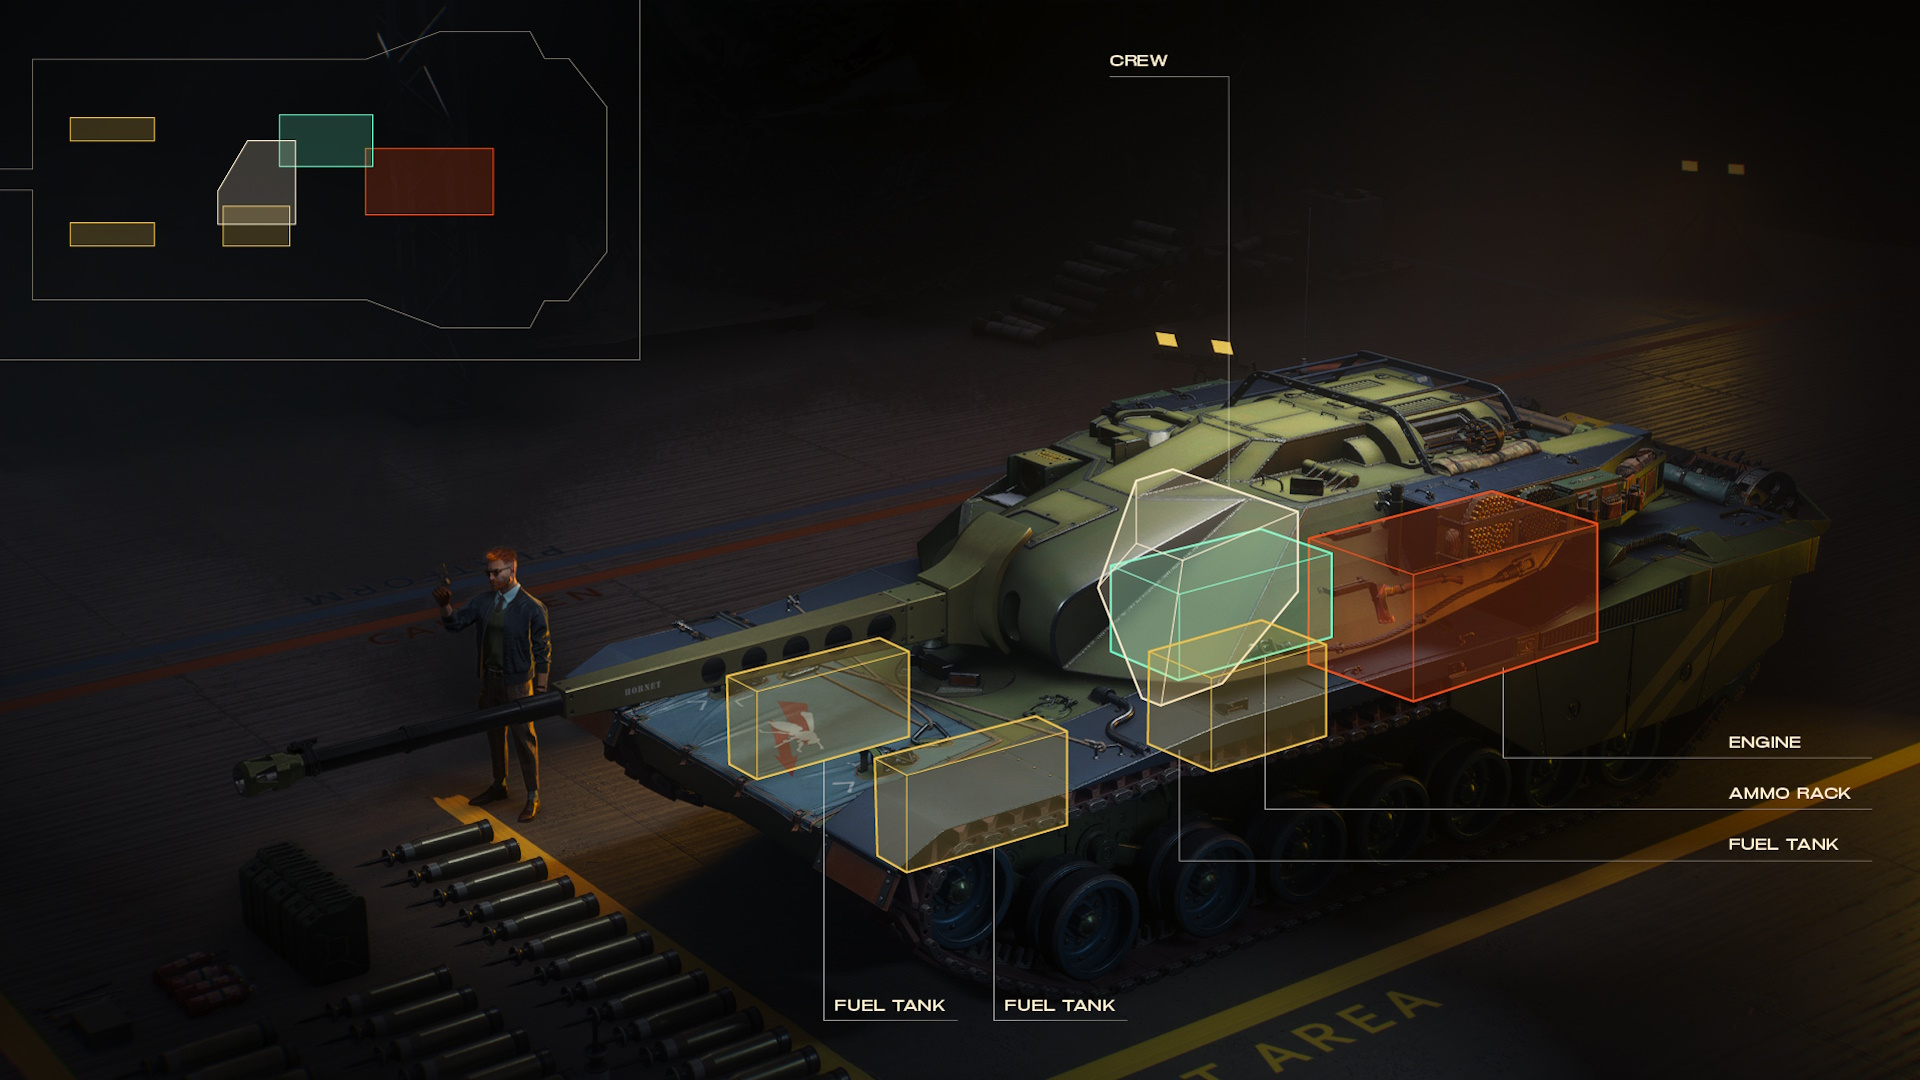 CREW
HORNET
ENGINE
AMMO RACK
FUEL TANK
FUEL TANK
FUEL TANK
T AREA